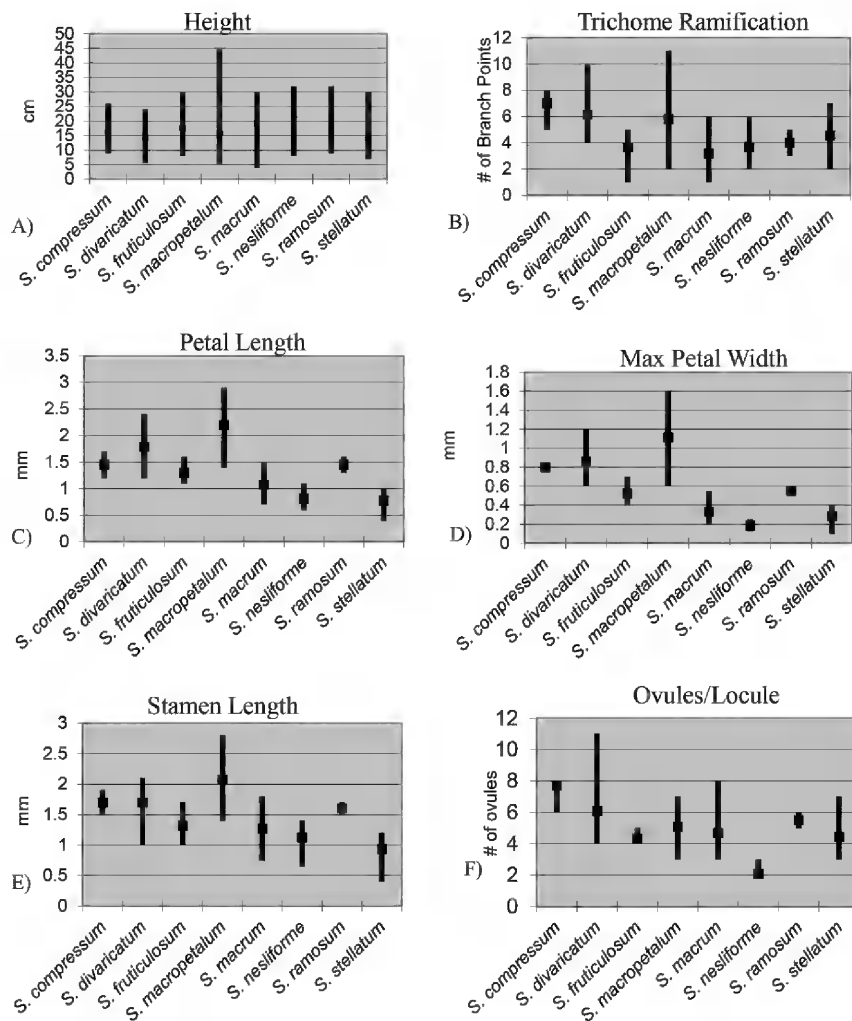 Height
50
45
40
35
30
25
20
15
10
5
0
cm
A)
S. compressum
S. divaricatum
S. fruticulosum
S. macropetalum
S. macrum
S. nesliiforme
S. ramosum
S. stellatum
Trichome Ramification
12
10
8
6
4
2
0
# of Branch Points
B)
S. compressum
S. divaricatum
S. fruticulosum
S. macropetalum
S. macrum
S. nesliforme
S. ramosum
S. stellatum
Petal Length
3.5
3
2.5
2
1.5
1
0.5
0
mm
C)
S. compressum
S. divaricatum
S. fruticulosum
S. macropetalum
S. macrum
S. nesliforme
S. ramosum
S. stellatum
Max Petal Width
1.8
1.6
1.4
1.2
1
0.8
0.6
0.4
0.2
0
mm
D)
S. compressum
S. divaricatum
S. fruticulosum
S. macropetalum
S. macrum
S. nesliforme
S. ramosum
S. stellatum
Stamen Length
3
2.5
2
1.5
1
0.5
0
mm
E)
S. compressum
S. divaricatum
S. fruticulosum
S. macropetalum
S. macrum
S. nesliforme
S. ramosum
S. stellatum
Ovules/Locule
12
10
8
6
4
2
0
# of ovules
F)
S. compressum
S. divaricatum
S. fruticulosum
S. macropetalum
S. macrum
S. nesliforme
S. ramosum
S. stellatum